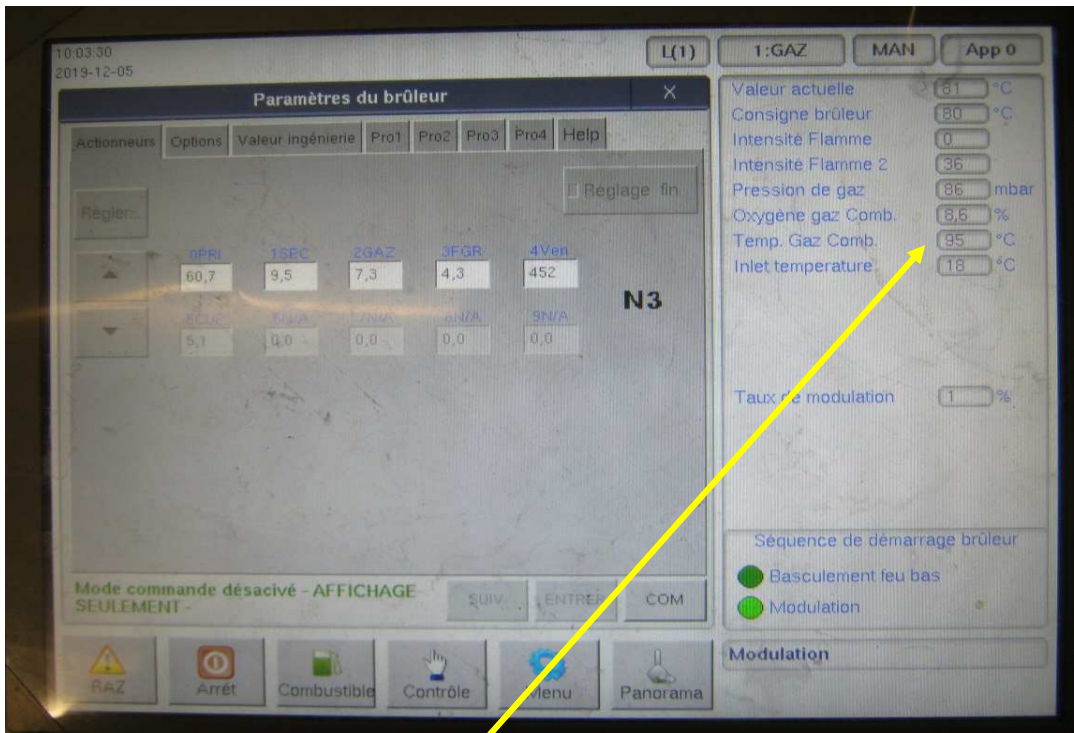 10:03:30
2019-12-05
L(1)
1:GAZ
MAN
App 0
Paramètres du brûleur
X
Actionneurs Options Valeur ingénierie Pro1 Pro2 Pro3 Pro4 Help
Réglage fin
Régler
0PRI 1SEC 2GAZ 3FGR 4Ven
60,7 9,5 7,3 4,3 452
N3
9N/A
5,1 0,0 0,0 0,0 0,0
Mode commande désacivé - AFFICHAGE
SEULEMENT -
SUIV ENTRER COM
RAZ Arrêt Combustible Contrôle Menu Panorama
Valeur actuelle 61 °C
Consigne brûleur 80 °C
Intensité Flamme 0
Intensité Flamme 2 36
Pression de gaz 86 mbar
Oxygène gaz Comb. 8,6 %
Temp. Gaz Comb. 95 °C
Inlet temperature 18 °C
Taux de modulation 1 %
Séquence de démarrage brûleur
Basculement feu bas
Modulation
Modulation